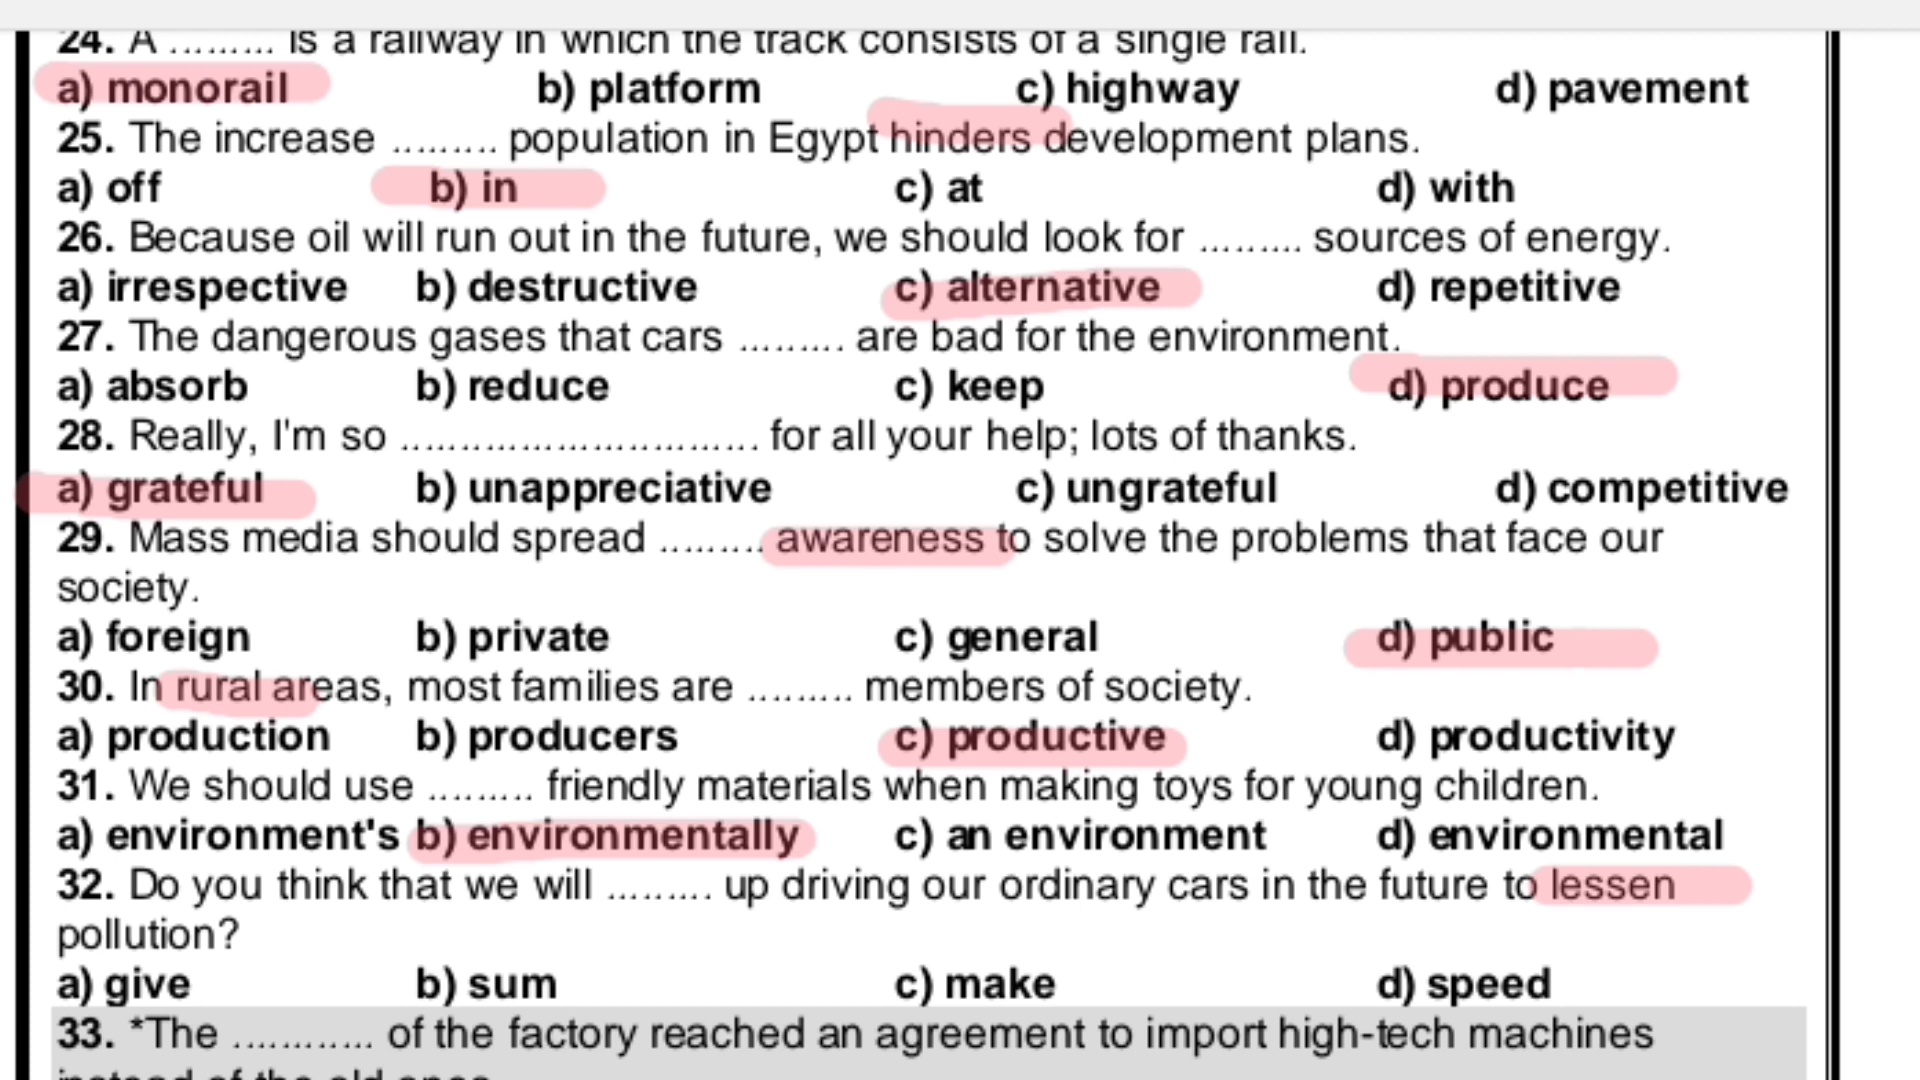 24. A ......... is a railway in which the track consists of a single rail.
a) monorail b) platform c) highway d) pavement
25. The increase ......... population in Egypt hinders development plans.
a) off b) in c) at d) with
26. Because oil will run out in the future, we should look for ......... sources of energy.
a) irrespective b) destructive c) alternative d) repetitive
27. The dangerous gases that cars ......... are bad for the environment.
a) absorb b) reduce c) keep d) produce
28. Really, I'm so .............................. for all your help; lots of thanks.
a) grateful b) unappreciative c) ungrateful d) competitive
29. Mass media should spread ......... awareness to solve the problems that face our
society.
a) foreign b) private c) general d) public
30. In rural areas, most families are ......... members of society.
a) production b) producers c) productive d) productivity
31. We should use ......... friendly materials when making toys for young children.
a) environment's b) environmentally c) an environment d) environmental
32. Do you think that we will ......... up driving our ordinary cars in the future to lessen
pollution?
a) give b) sum c) make d) speed
33. *The ............ of the factory reached an agreement to import high-tech machines
instead of the old ones.